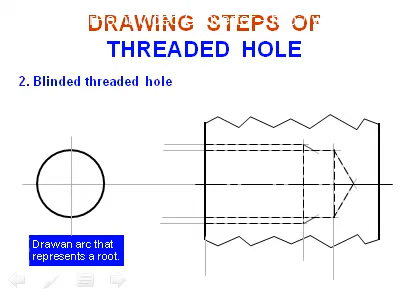 DRAWING STEPS OF
THREADED HOLE
2. Blinded threaded hole
Drawan arc that
represents a root.